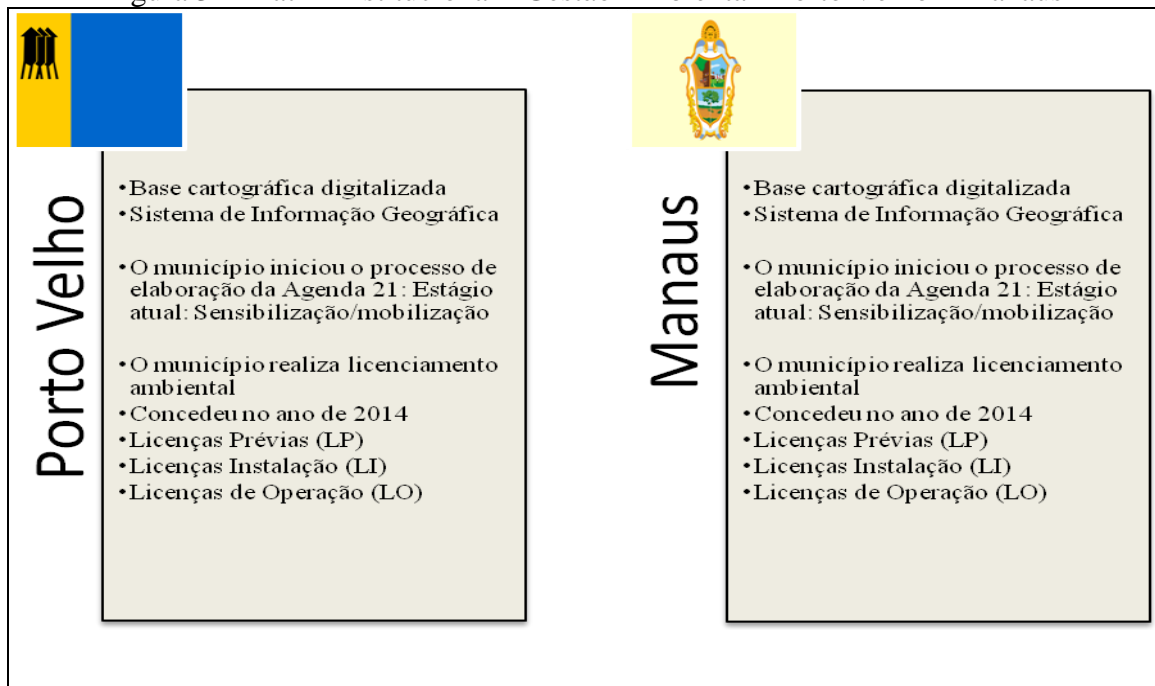 Porto Velho
•Base cartográfica digitalizada
•Sistema de Informação Geográfica
•O município iniciou o processo de
elaboração da Agenda 21: Estágio
atual: Sensibilização/mobilização
•O município realiza licenciamento
ambiental
•Concedeu no ano de 2014
•Licenças Prévias (LP)
•Licenças Instalação (LI)
•Licenças de Operação (LO)
Manaus
•Base cartográfica digitalizada
•Sistema de Informação Geográfica
•O município iniciou o processo de
elaboração da Agenda 21: Estágio
atual: Sensibilização/mobilização
•O município realiza licenciamento
ambiental
•Concedeu no ano de 2014
•Licenças Prévias (LP)
•Licenças Instalação (LI)
•Licenças de Operação (LO)